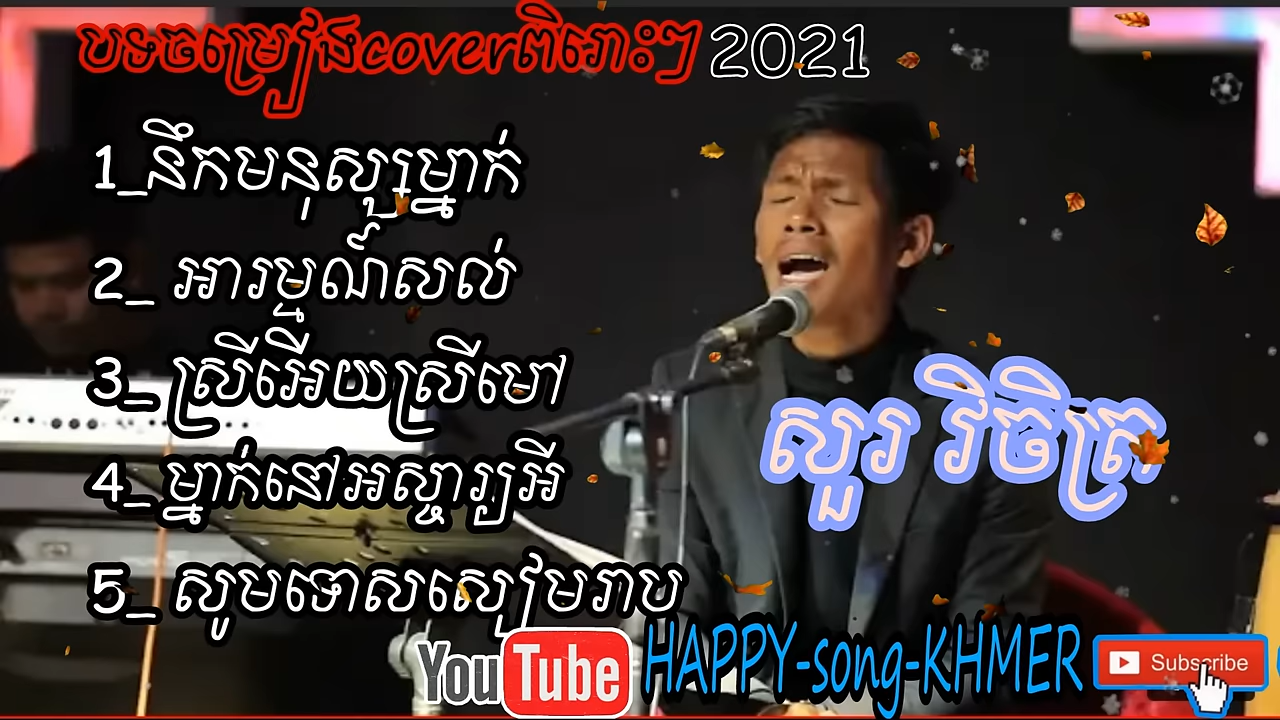 បទចម្រៀងcoverពិរោះៗ 2021
1_នឹកមនុស្សម្នាក់
2_ អារម្មណ៍សល់
3_ ស្រីអើយស្រីមៅ
4_ ម្នាក់នៅអស្ចារ្យអី
5_ សូមទោសសៀមរាប
សួរ វិចិត្រ
YouTube HAPPY-song-KHMER Subscribe